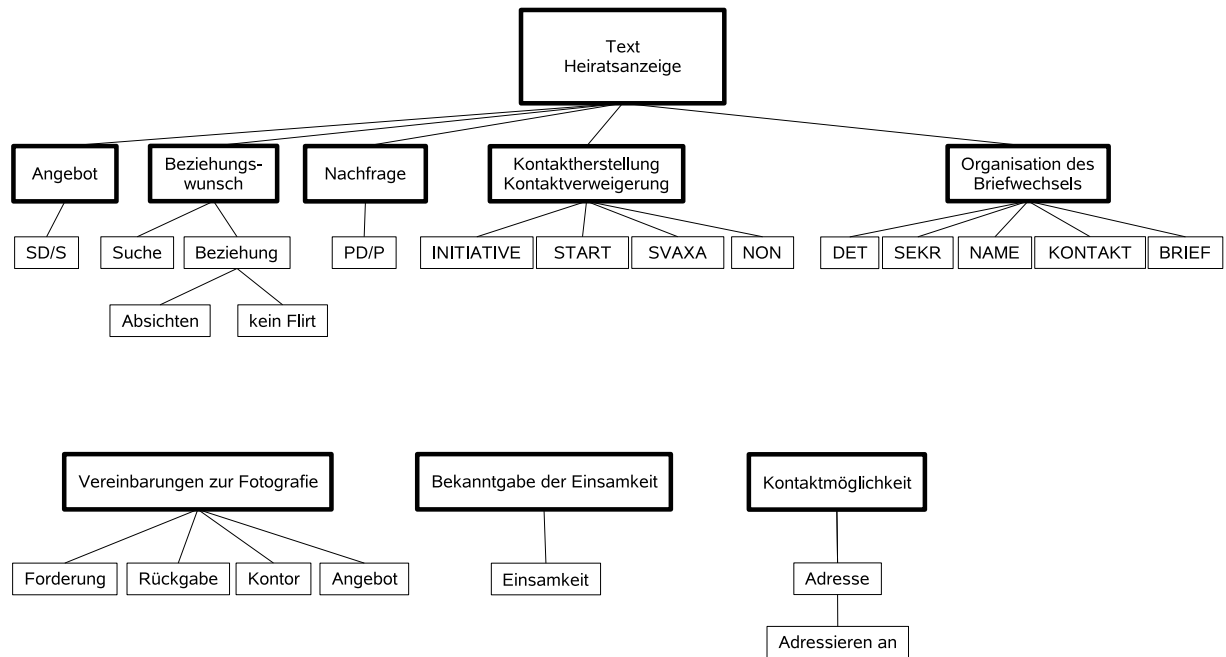 Text
Heiratsanzeige
Angebot
Beziehungs-
wunsch
Nachfrage
Kontaktherstellung
Kontaktverweigerung
Organisation des
Briefwechsels
SD/S
Suche
Beziehung
PD/P
INITIATIVE
START
SVAXA
NON
DET
SEKR
NAME
KONTAKT
BRIEF
Absichten
kein Flirt
Vereinbarungen zur Fotografie
Bekanntgabe der Einsamkeit
Kontaktmöglichkeit
Forderung
Rückgabe
Kontor
Angebot
Einsamkeit
Adresse
Adressieren an